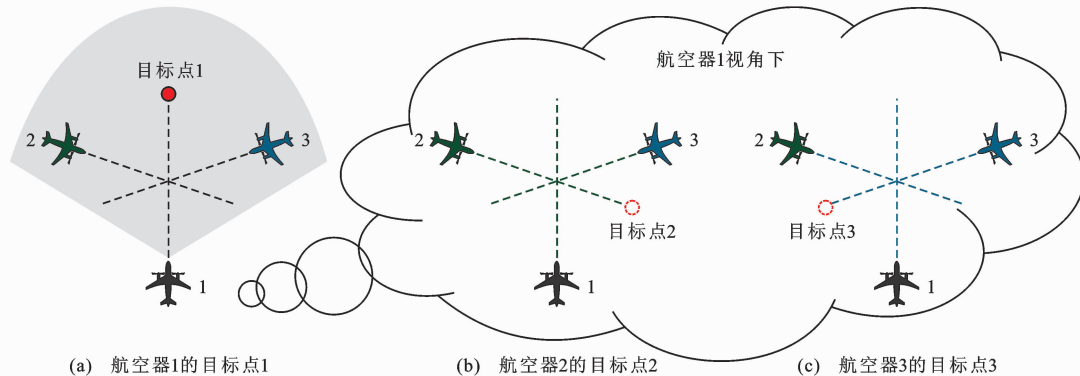 航空器1视角下
目标点1
2
3
2
3
2
3
目标点2
目标点3
1
1
1
(a) 航空器1的目标点1
(b) 航空器2的目标点2
(c) 航空器3的目标点3